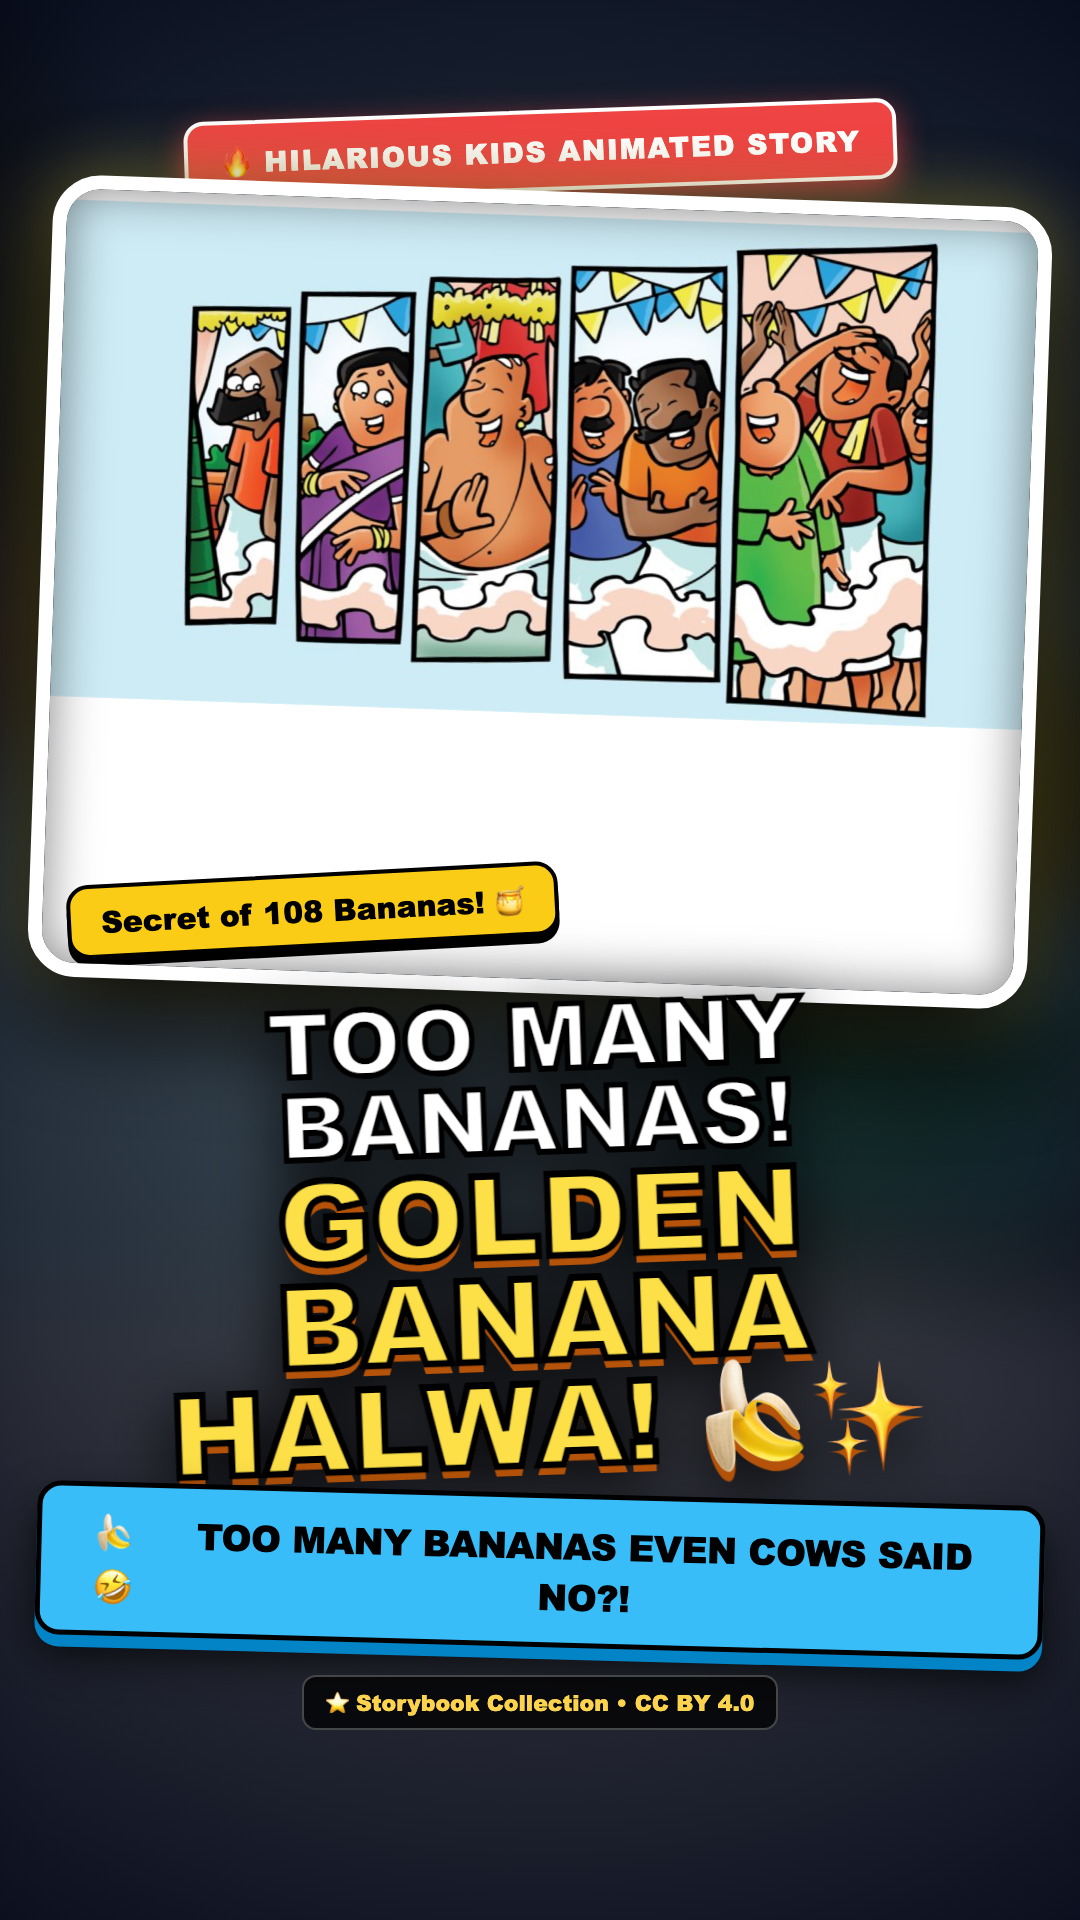 🔥 HILARIOUS KIDS ANIMATED STORY
Secret of 108 Bananas! 🍯
TOO MANY
BANANAS!
GOLDEN
BANANA
HALWA! 🍌✨
🍌🤣 TOO MANY BANANAS EVEN COWS SAID
NO?!
⭐ Storybook Collection • CC BY 4.0